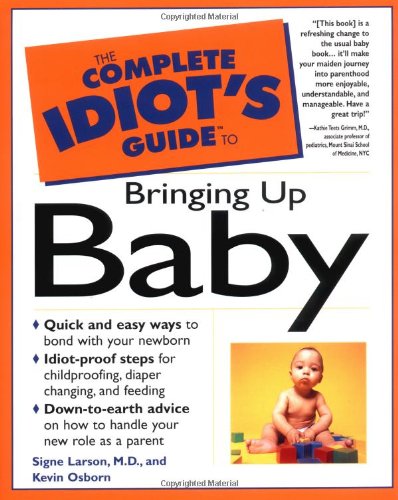 Copyrighted Material
THE
COMPLETE
IDIOT'S
GUIDE™ TO
"[This book] is a
refreshing change to
the usual baby
book... it'll make
your maiden journey
into parenthood
more enjoyable,
understandable, and
manageable. Have a
great trip!"
—Kathie Teets Grimm, M.D.,
associate professor of
pediatrics, Mount Sinai School
of Medicine, NYC
Bringing Up
Baby
♦ Quick and easy ways to
bond with your newborn
♦ Idiot-proof steps for
childproofing, diaper
changing, and feeding
♦ Down-to-earth advice
on how to handle your
new role as a parent
Signe Larson, M.D., and
Kevin Osborn
Copyrighted Material